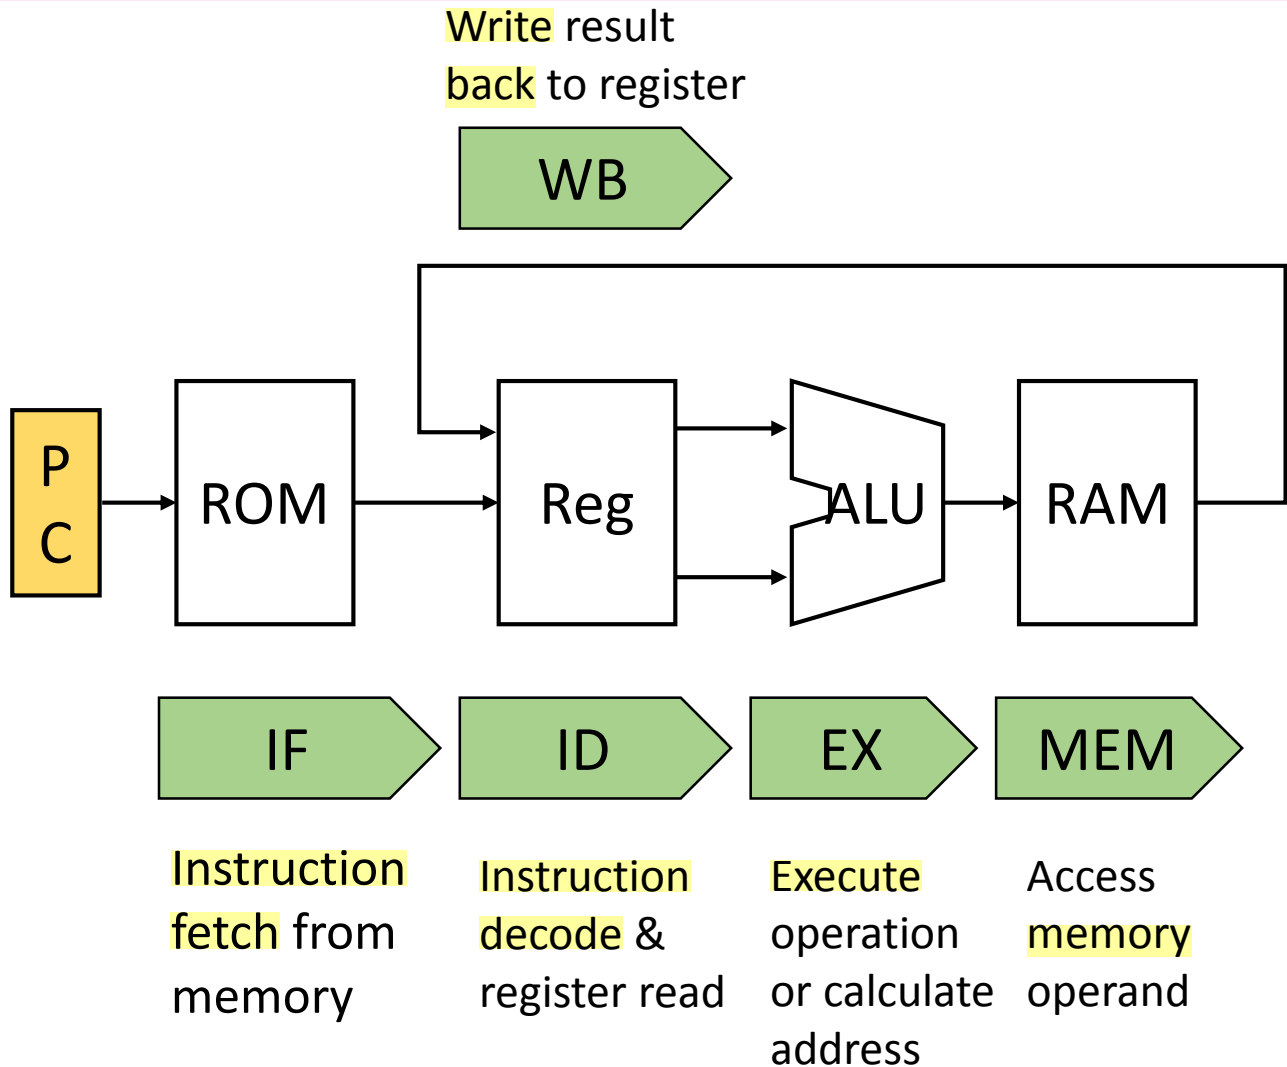 Write result
back to register
WB
P
C
ROM
Reg
ALU
RAM
IF
ID
EX
MEM
Instruction
fetch from
memory
Instruction
decode &
register read
Execute
operation
or calculate
address
Access
memory
operand